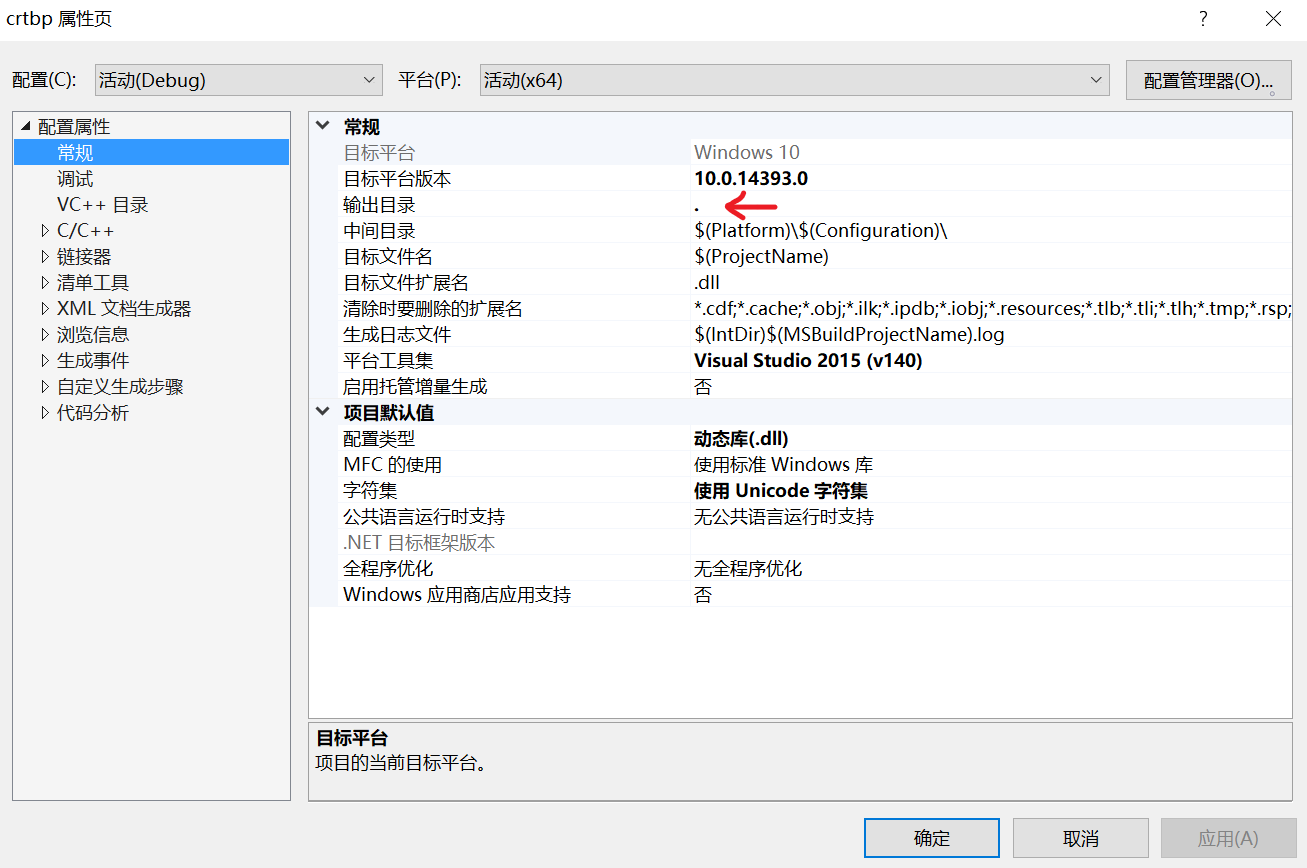 crtbp 属性页
?
配置(C): 活动(Debug) 平台(P): 活动(x64) 配置管理器(O)...
配置属性
常规
调试
VC++ 目录
C/C++
链接器
清单工具
XML 文档生成器
浏览信息
生成事件
自定义生成步骤
代码分析
常规
目标平台 Windows 10
目标平台版本 10.0.14393.0
输出目录 .
中间目录 $(Platform)\$(Configuration)\
目标文件名 $(ProjectName)
目标文件扩展名 .dll
清除时要删除的扩展名 *.cdf;*.cache;*.obj;*.ilk;*.ipdb;*.iobj;*.resources;*.tlb;*.tli;*.tlh;*.tmp;*.rsp;
生成日志文件 $(IntDir)$(MSBuildProjectName).log
平台工具集 Visual Studio 2015 (v140)
启用托管增量生成 否
项目默认值
配置类型 动态库(.dll)
MFC 的使用 使用标准 Windows 库
字符集 使用 Unicode 字符集
公共语言运行时支持 无公共语言运行时支持
.NET 目标框架版本
全程序优化 无全程序优化
Windows 应用商店应用支持 否
目标平台
项目的当前目标平台。
确定 取消 应用(A)